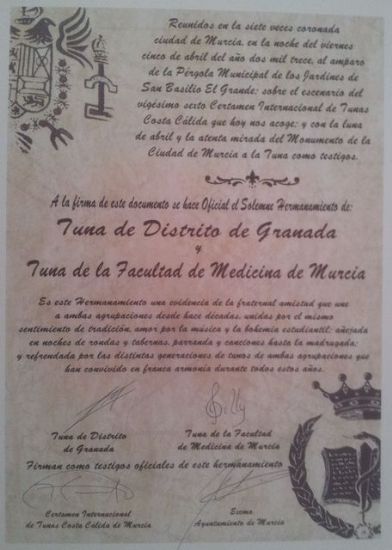 Reunidos en la siete veces coronada
ciudad de Murcia, en la noche del viernes
cinco de abril del año dos mil trece, al amparo
de la Pérgola Municipal de los Jardines de
San Basilio El Grande; sobre el escenario del
vigésimo sexto Certamen Internacional de Tunas
Costa Cálida que hoy nos acoge; y con la luna
de abril y la atenta mirada del Monumento de la
Ciudad de Murcia a la Tuna como testigos.
A la firma de este documento se hace Oficial el Solemne Hermanamiento de:
Tuna de Distrito de Granada
y
Tuna de la Facultad de Medicina de Murcia
Es este Hermanamiento una evidencia de la fraternal amistud que une
a ambas agrupaciones desde hace décadas, unidas por el mismo
sentimiento de tradición, amor por la música y la bohemia estudiantil; añejada
en noches de rondas y tabernas, parranda y canciones hasta la madrugada;
y refrendada por las distintas generaciones de tunos de ambas agrupaciones que
han convivido en franca armonía durante todos estos años.
Tuna de Distrito
de Granada
Tuna de la Facultad
de Medicina de Murcia
Firman como testigos oficiales de este hermanamiento
Certamen Internacional
de Tunas Costa Cálida de Murcia
Excmo
Ayuntamiento de Murcia